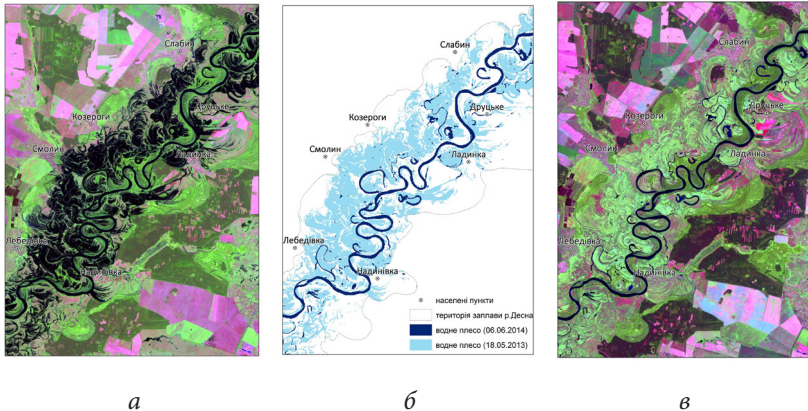 Слабин
Друцьке
Козероги
Ладинка
Смолин
Лебедівка
Надинівка
Слабин
Друцьке
Козероги
Ладинка
Смолин
Лебедівка
Надинівка
населені пункти
територія заплави р.Десна
водне плесо (06.06.2014)
водне плесо (18.05.2013)
Слабин
Друцьке
Козероги
Ладинка
Смолин
Лебедівка
Надинівка
а
б
в